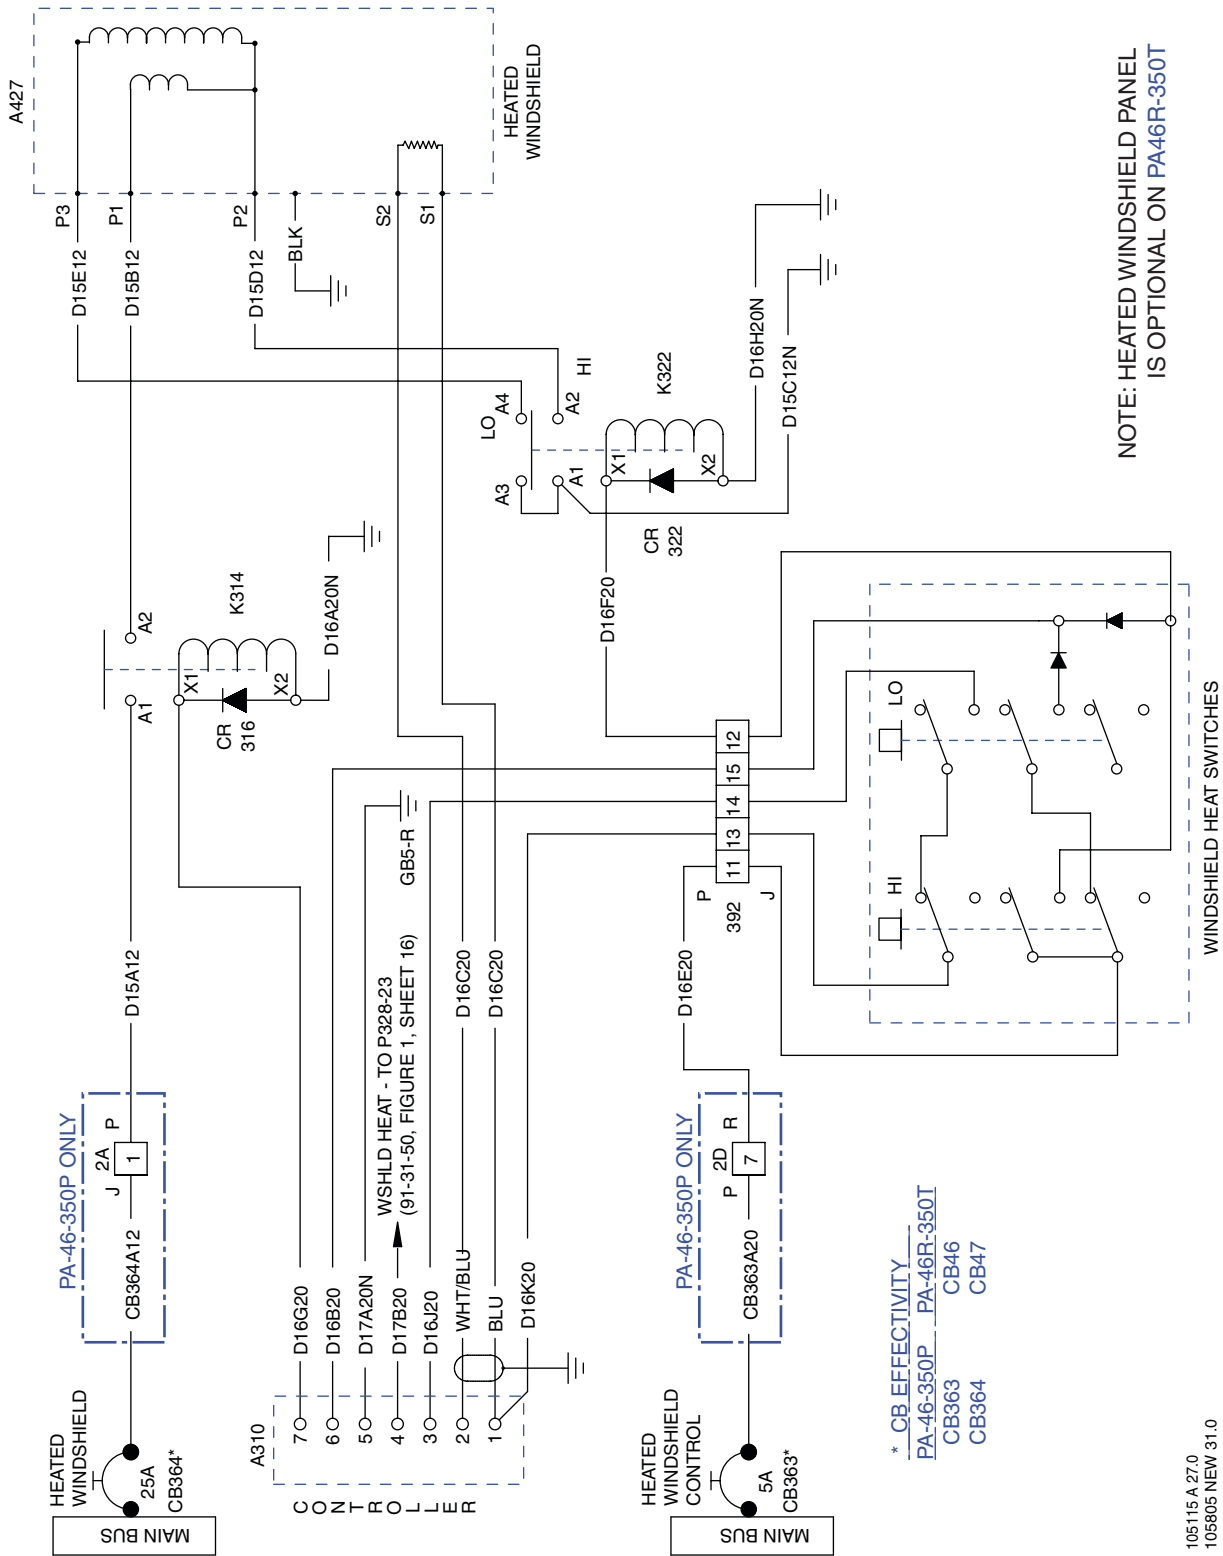 HEATED
WINDSHIELD
25A
CB364*
MAIN BUS
PA-46-350P ONLY
CB364A12
J
2A
1
P
D15A12
A1
A2
CR
316
X1
X2
K314
D16A20N
D15E12
D15B12
D15D12
BLK
P3
P1
P2
S2
S1
A427
HEATED
WINDSHIELD
CONTROLLER
A310
7
6
5
4
3
2
1
D16G20
D16B20
D17A20N
D17B20
D16J20
WHT/BLU
BLU
D16K20
WSHLD HEAT - TO P328-23
(91-31-50, FIGURE 1, SHEET 16)
GB5-R
D16C20
D16C20
LO
A3
A4
A1
A2
HI
CR
322
X1
X2
K322
D16F20
D16H20N
D15C12N
HEATED
WINDSHIELD
CONTROL
5A
CB363*
MAIN BUS
PA-46-350P ONLY
CB363A20
P
2D
7
R
D16E20
392
P
J
11
13
14
15
12
HI
LO
WINDSHIELD HEAT SWITCHES
* CB EFFECTIVITY
PA-46-350P PA-46R-350T
CB363 CB46
CB364 CB47
NOTE: HEATED WINDSHIELD PANEL
IS OPTIONAL ON PA46R-350T
105115 A 27.0
105805 NEW 31.0